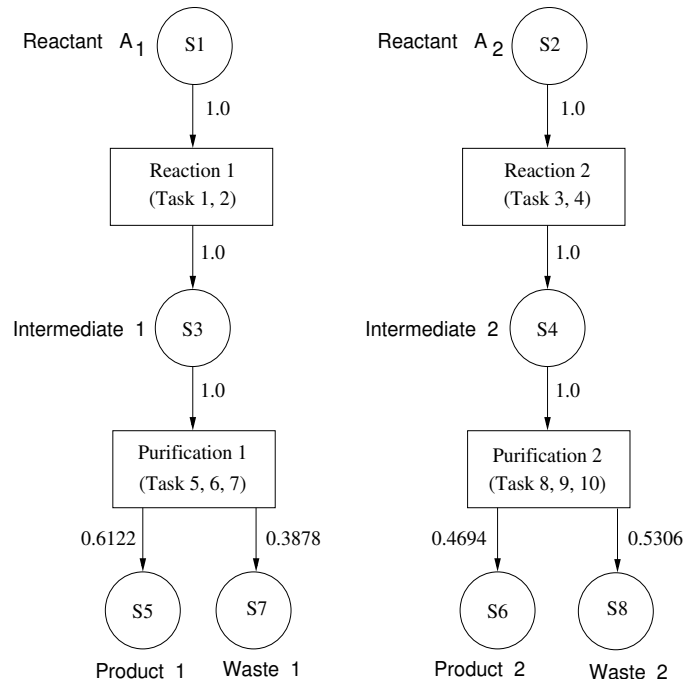 Reactant A1
S1
1.0
Reaction 1
(Task 1, 2)
1.0
Intermediate 1
S3
1.0
Purification 1
(Task 5, 6, 7)
0.6122
0.3878
S5
S7
Product 1
Waste 1
Reactant A2
S2
1.0
Reaction 2
(Task 3, 4)
1.0
Intermediate 2
S4
1.0
Purification 2
(Task 8, 9, 10)
0.4694
0.5306
S6
S8
Product 2
Waste 2